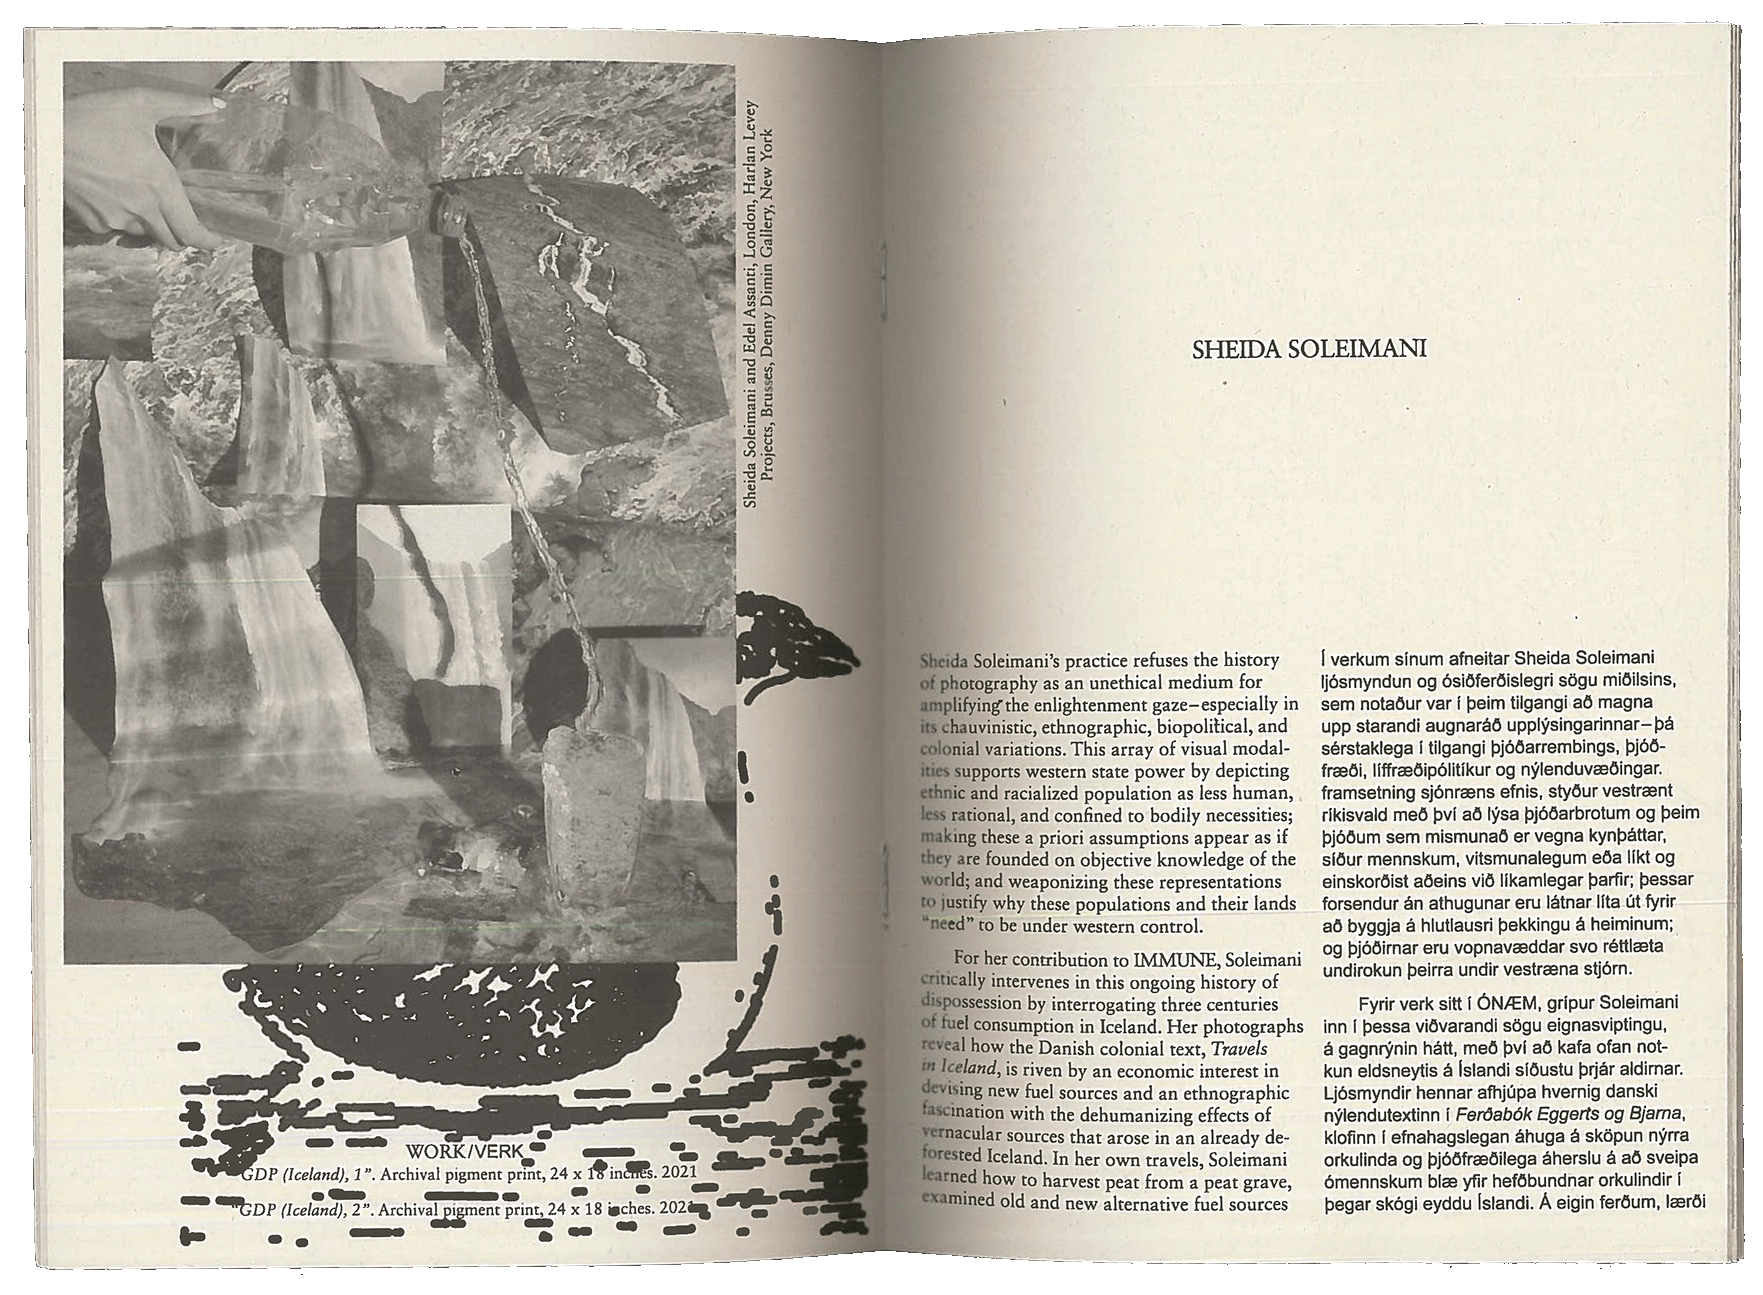 Sheida Soleimani and Edel Assanti, London, Harlan Levey
Projects, Brusses, Denny Dimin Gallery, New York
WORK/VERK
"GDP (Iceland), 1". Archival pigment print, 24 x 18 inches. 2021
"GDP (Iceland), 2". Archival pigment print, 24 x 18 inches. 2021
SHEIDA SOLEIMANI
Sheida Soleimani's practice refuses the history
of photography as an unethical medium for
amplifying the enlightenment gaze–especially in
its chauvinistic, ethnographic, biopolitical, and
colonial variations. This array of visual modal-
ities supports western state power by depicting
ethnic and racialized population as less human,
less rational, and confined to bodily necessities;
making these a priori assumptions appear as if
they are founded on objective knowledge of the
world; and weaponizing these representations
to justify why these populations and their lands
"need" to be under western control.
For her contribution to IMMUNE, Soleimani
critically intervenes in this ongoing history of
dispossession by interrogating three centuries
of fuel consumption in Iceland. Her photographs
reveal how the Danish colonial text, Travels
in Iceland, is riven by an economic interest in
devising new fuel sources and an ethnographic
fascination with the dehumanizing effects of
vernacular sources that arose in an already de-
forested Iceland. In her own travels, Soleimani
learned how to harvest peat from a peat grave,
examined old and new alternative fuel sources
Í verkum sínum afneitar Sheida Soleimani
ljósmyndun og ósiðferðislegri sögu miðilsins,
sem notaður var í þeim tilgangi að magna
upp starandi augnaráð upplýsingarinnar–þá
sérstaklega í tilgangi þjóðarrembings, þjóð-
fræði, líffræðipólitíkur og nýlenduvæðingar.
framsetning sjónræns efnis, styður vestrænt
ríkisvald með því að lýsa þjóðarbrotum og þeim
þjóðum sem mismunað er vegna kynþáttar,
síður mennskum, vitsmunalegum eða líkt og
einskorðist aðeins við líkamlegar þarfir; þessar
forsendur án athugunar eru látnar líta út fyrir
að byggja á hlutlausri þekkingu á heiminum;
og þjóðirnar eru vopnavæddar svo réttlæta
undirokun þeirra undir vestræna stjórn.
Fyrir verk sitt í ÓNÆM, grípur Soleimani
inn í þessa viðvarandi sögu eignasviptingu,
á gagnrýnin hátt, með því að kafa ofan not-
kun eldsneytis á Íslandi síðustu þrjár aldirnar.
Ljósmyndir hennar afhjúpa hvernig danski
nýlendutextinn í Ferðabók Eggerts og Bjarna,
klofinn í efnahagslegan áhuga á sköpun nýrra
orkulinda og þjóðfræðilega áherslu á að sveipa
ómennskum blæ yfir hefðbundnar orkulindir í
þegar skógi eyddu Íslandi. Á eigin ferðum, lærði